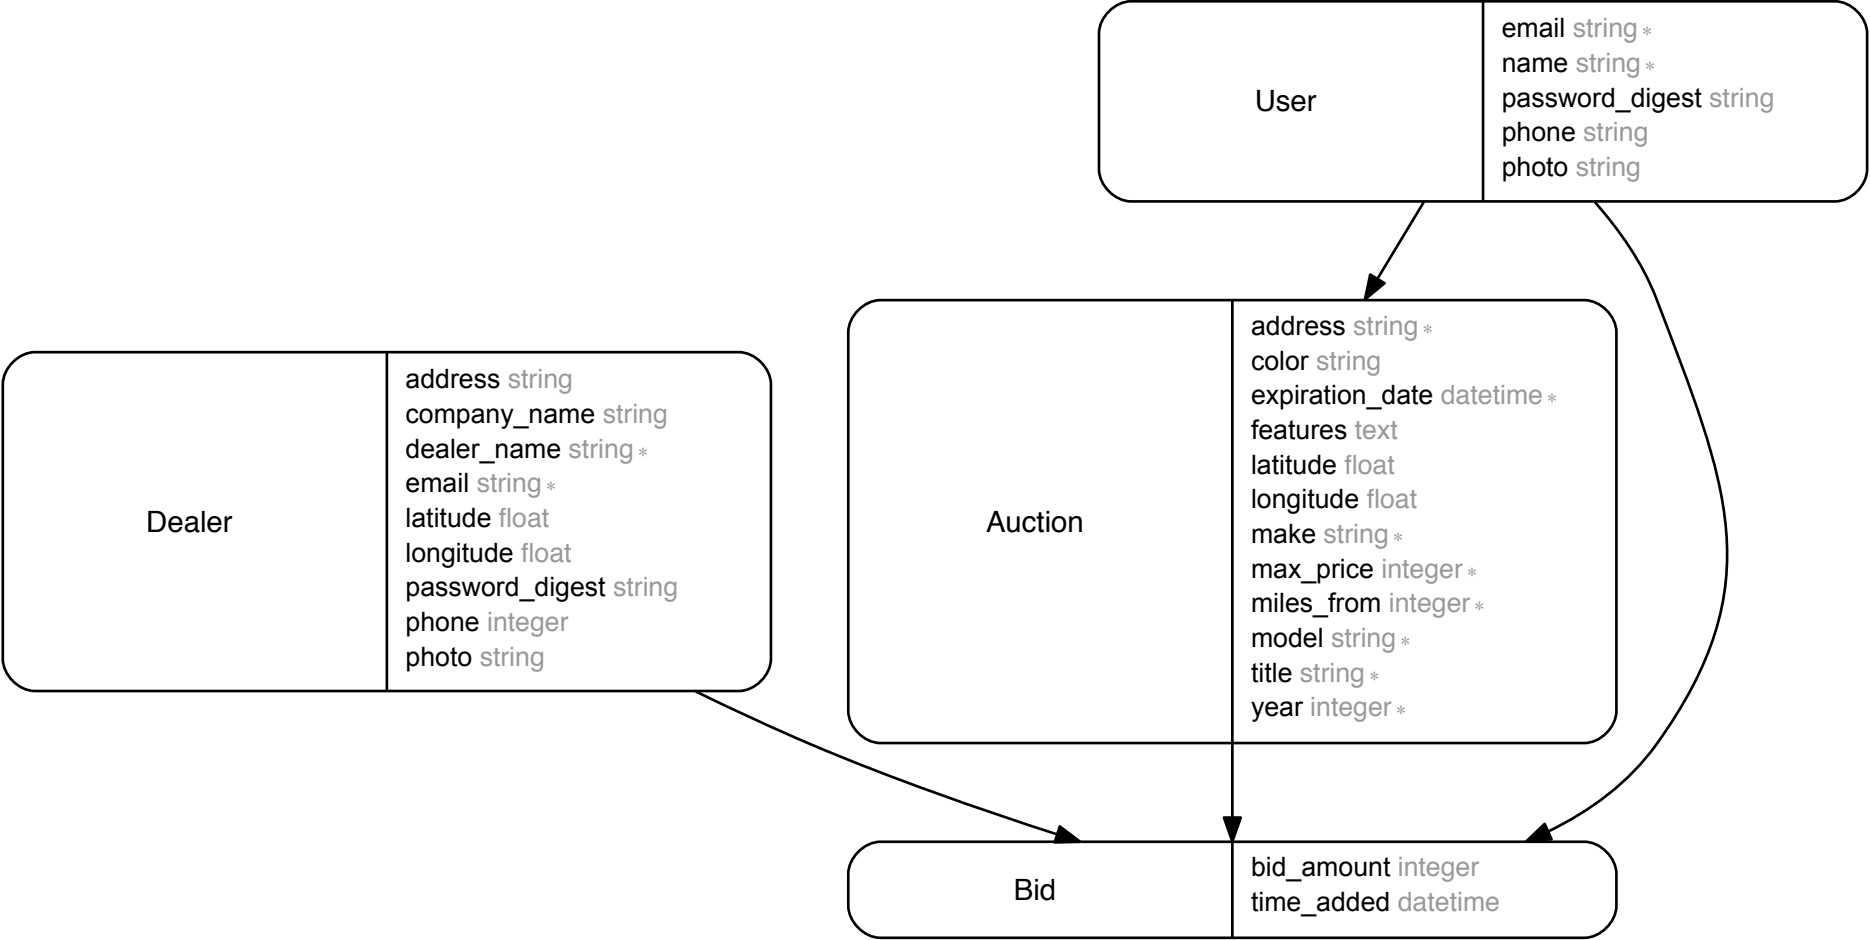 User
email string *
name string *
password_digest string
phone string
photo string
Dealer
address string
company_name string
dealer_name string *
email string *
latitude float
longitude float
password_digest string
phone integer
photo string
Auction
address string *
color string
expiration_date datetime *
features text
latitude float
longitude float
make string *
max_price integer *
miles_from integer *
model string *
title string *
year integer *
Bid
bid_amount integer
time_added datetime